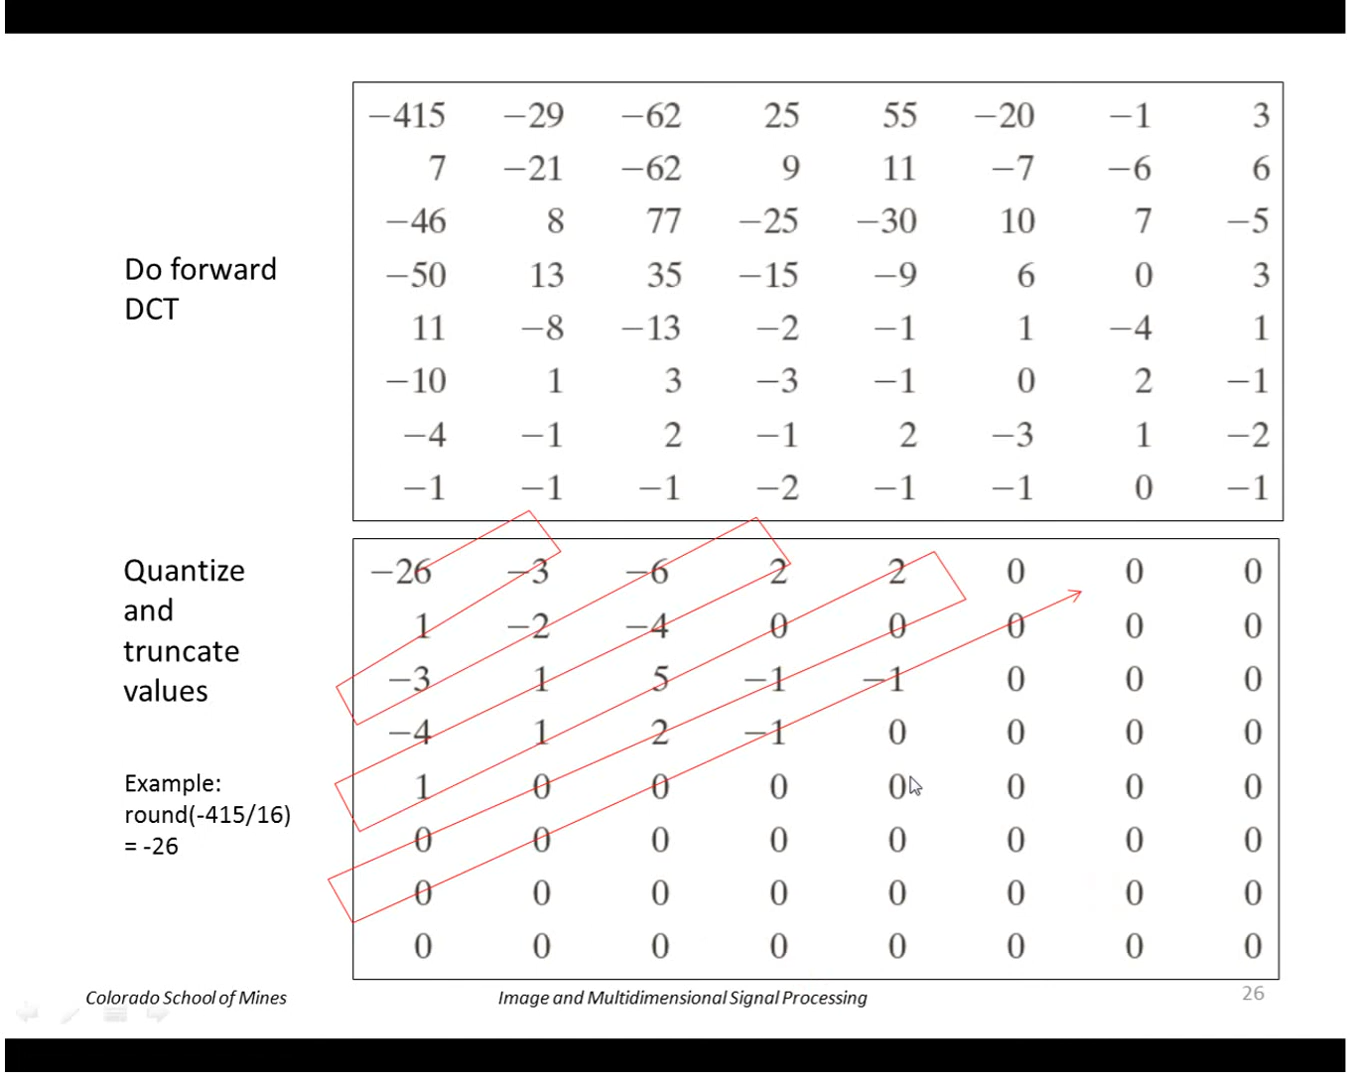 −415 −29 −62 25 55 −20 −1 3
7 −21 −62 9 11 −7 −6 6
−46 8 77 −25 −30 10 7 −5
Do forward
DCT
−50 13 35 −15 −9 6 0 3
11 −8 −13 −2 −1 1 −4 1
−10 1 3 −3 −1 0 2 −1
−4 −1 2 −1 2 −3 1 −2
−1 −1 −1 −2 −1 −1 0 −1
Quantize
and
truncate
values
−26 −3 −6 2 2 0 0 0
1 −2 −4 0 0 0 0 0
−3 1 5 −1 −1 0 0 0
−4 1 2 −1 0 0 0 0
Example:
round(-415/16)
= -26
1 0 0 0 0 0 0 0
0 0 0 0 0 0 0 0
0 0 0 0 0 0 0 0
0 0 0 0 0 0 0 0
Colorado School of Mines
Image and Multidimensional Signal Processing
26